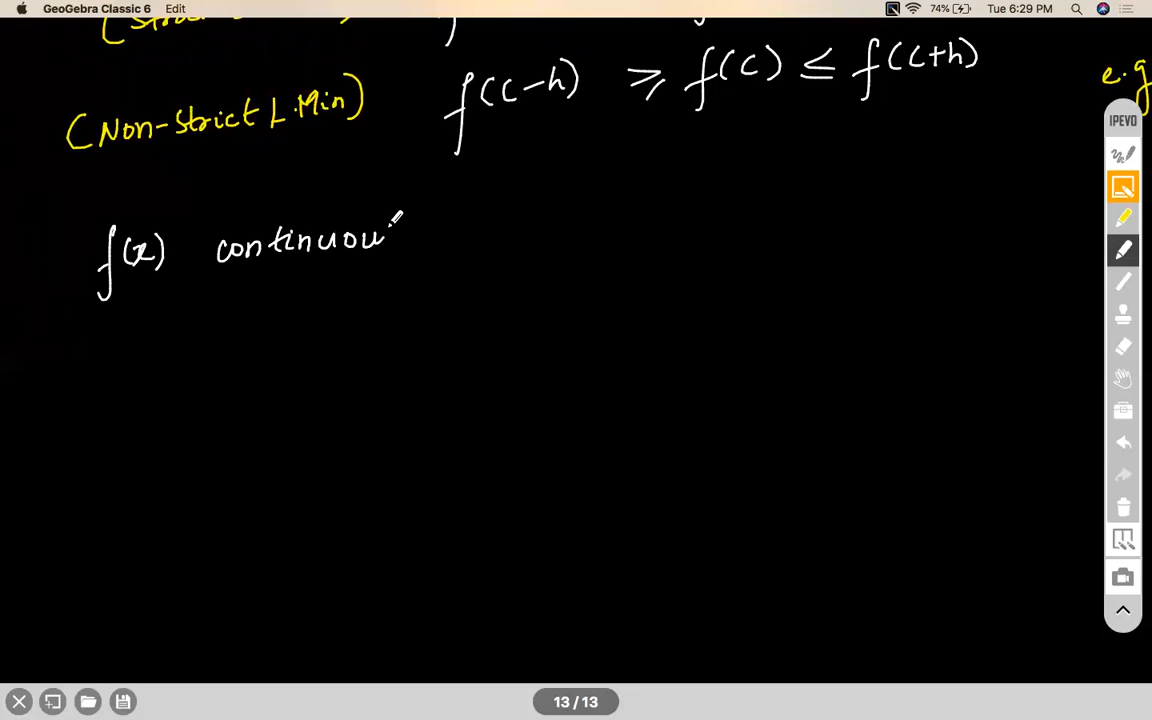 GeoGebra Classic 6 Edit 74% Tue 6:29 PM
f(c-h) ≥ f(c) ≤ f(c+h)
e.g
(Non-strict L.Min)
IPEVO
f(x) continuou
13 / 13